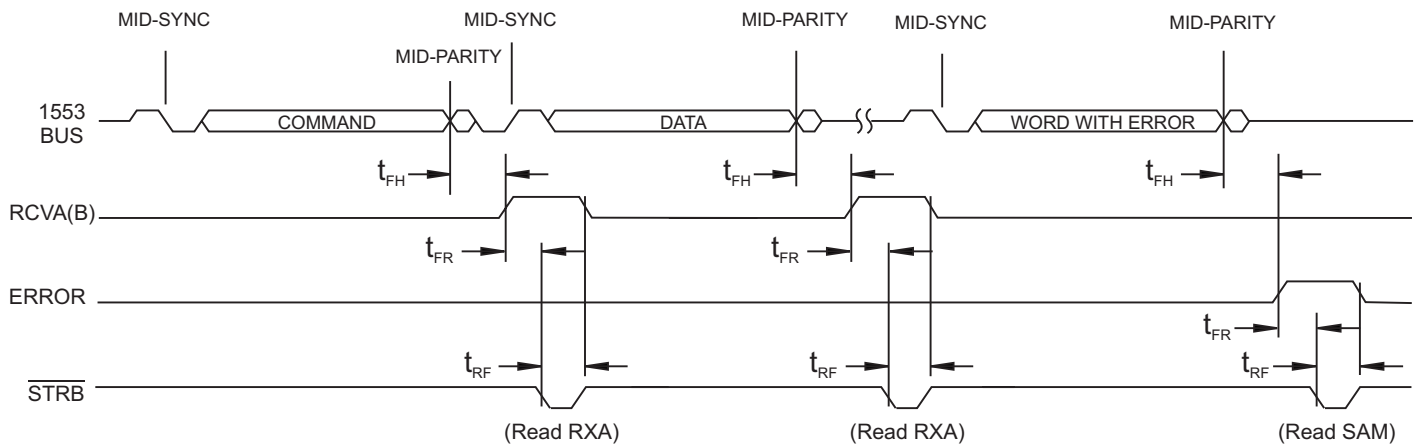 MID-SYNC MID-SYNC MID-PARITY MID-SYNC MID-PARITY
MID-PARITY
1553 BUS
COMMAND DATA WORD WITH ERROR
tFH tFH tFH
RCVA(B)
tFR tFR
ERROR
tFR
tRF tRF tRF
STRB
(Read RXA) (Read RXA) (Read SAM)